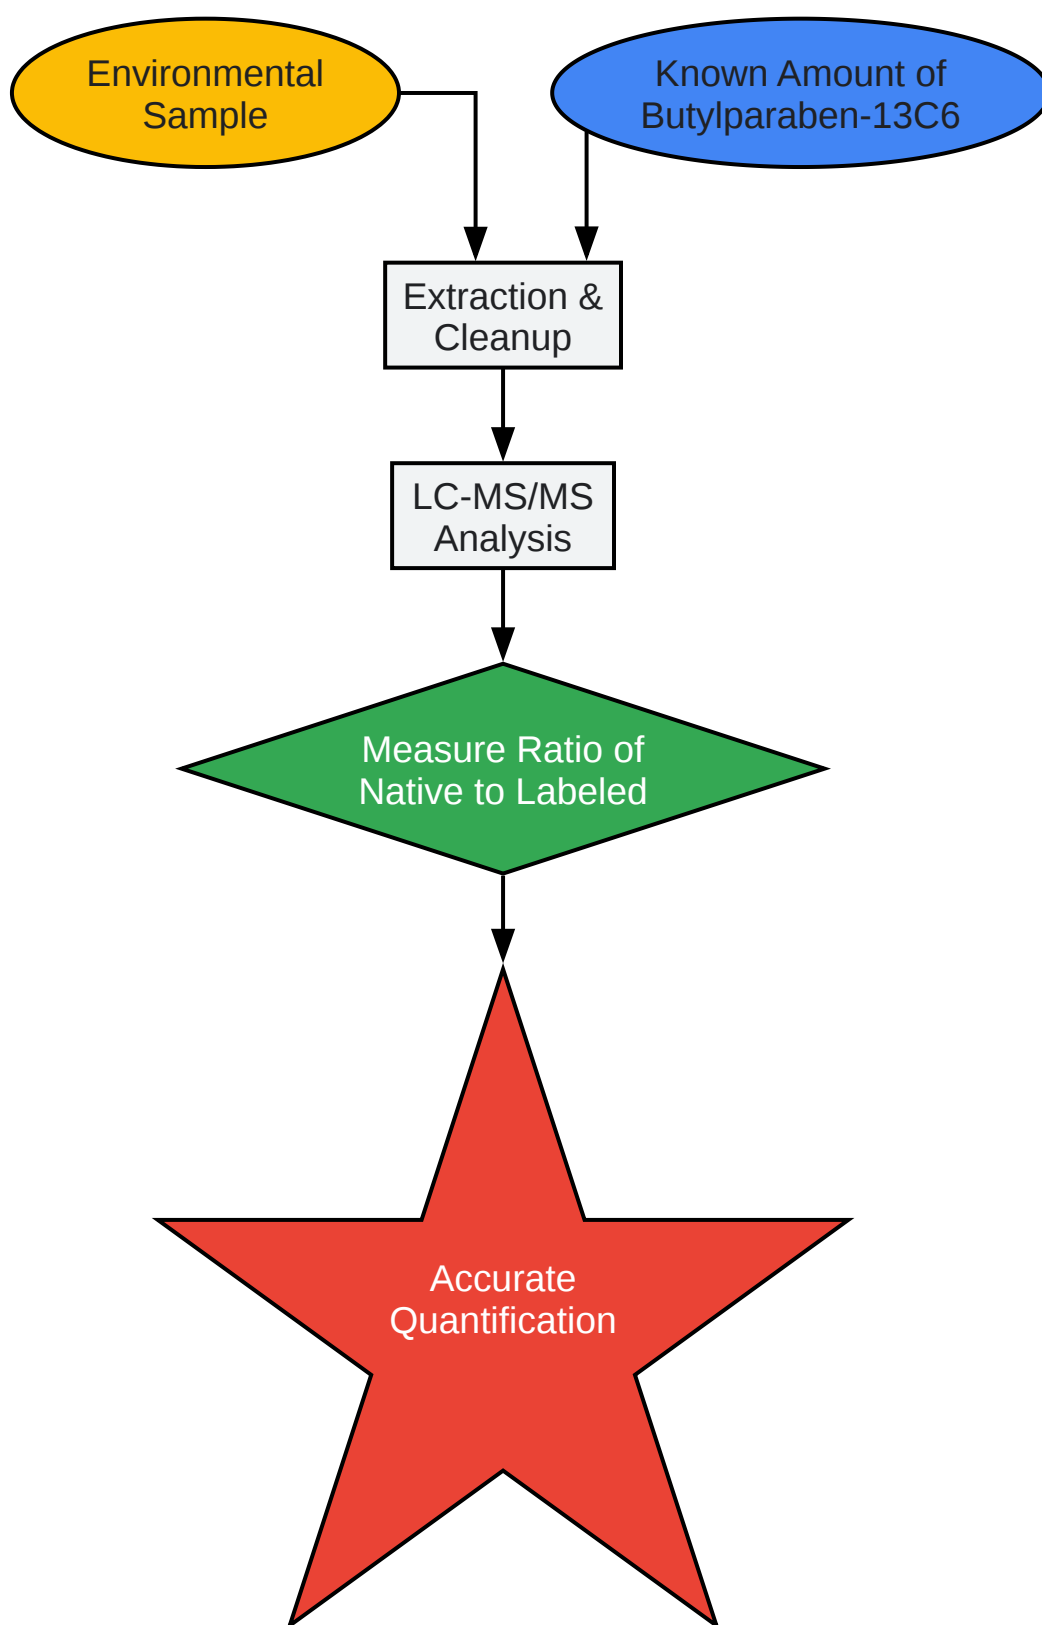 Environmental
Sample
Known Amount of
Butylparaben-13C6
Extraction &
Cleanup
LC-MS/MS
Analysis
Measure Ratio of
Native to Labeled
Accurate
Quantification